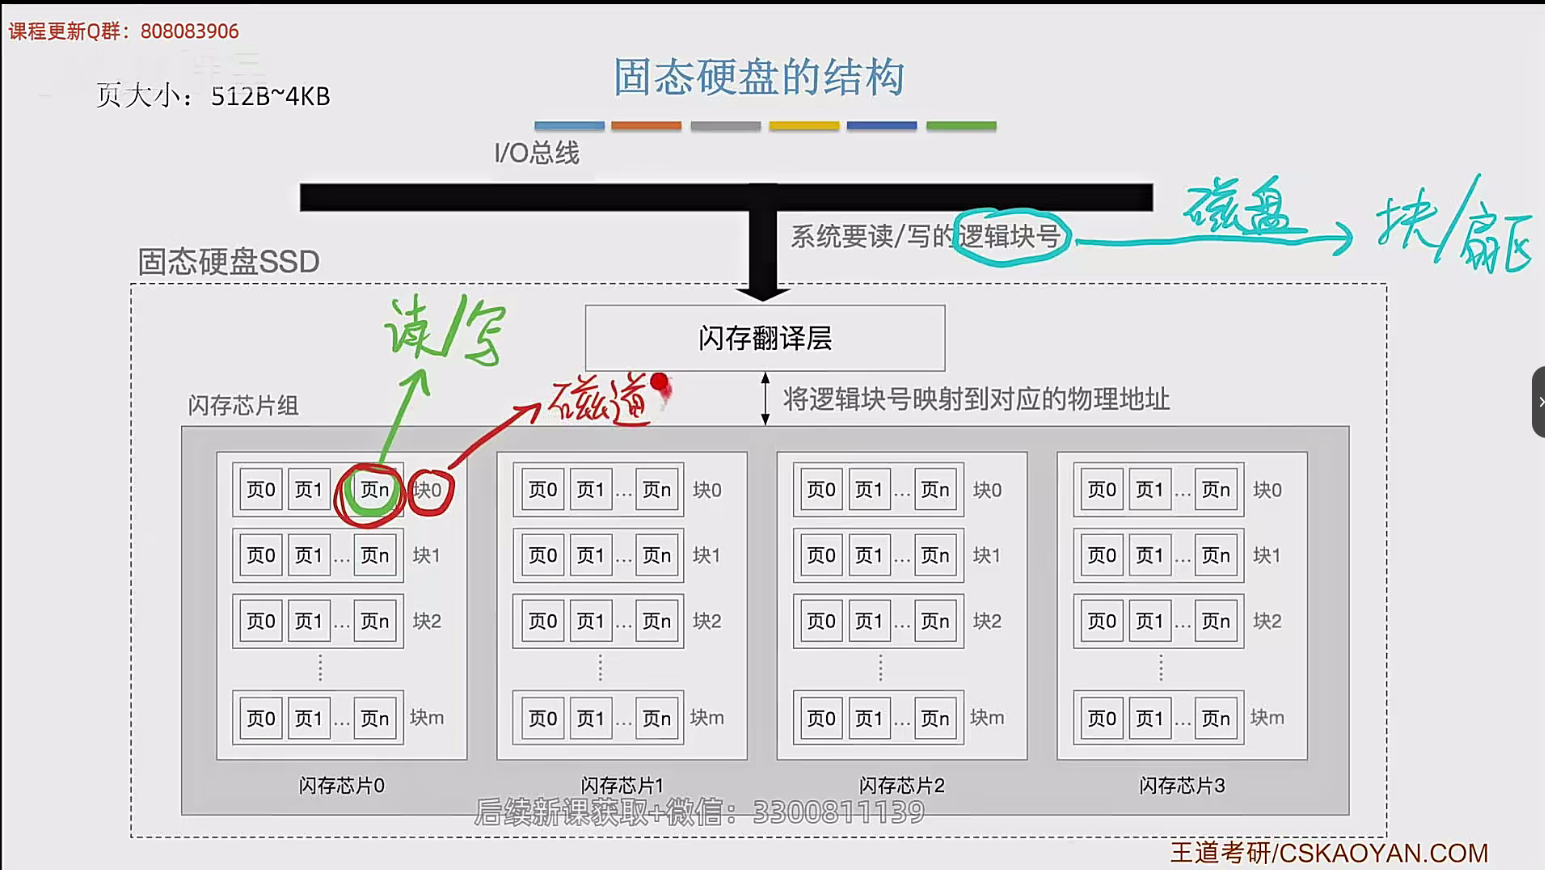 课程更新Q群：808083906
固态硬盘的结构
页大小：512B~4KB
I/O总线
磁盘
块/扇区
系统要读/写的逻辑块号
固态硬盘SSD
读/写
闪存翻译层
磁道
将逻辑块号映射到对应的物理地址
闪存芯片组
页0 页1 页n 块0 页0 页1 ... 页n 块0 页0 页1 ... 页n 块0 页0 页1 ... 页n 块0
页0 页1 ... 页n 块1 页0 页1 ... 页n 块1 页0 页1 ... 页n 块1 页0 页1 ... 页n 块1
页0 页1 ... 页n 块2 页0 页1 ... 页n 块2 页0 页1 ... 页n 块2 页0 页1 ... 页n 块2
页0 页1 ... 页n 块m 页0 页1 ... 页n 块m 页0 页1 ... 页n 块m 页0 页1 ... 页n 块m
闪存芯片0 闪存芯片1 闪存芯片2 闪存芯片3
后续新课获取+微信：3300811139
王道考研/CSKAOYAN.COM